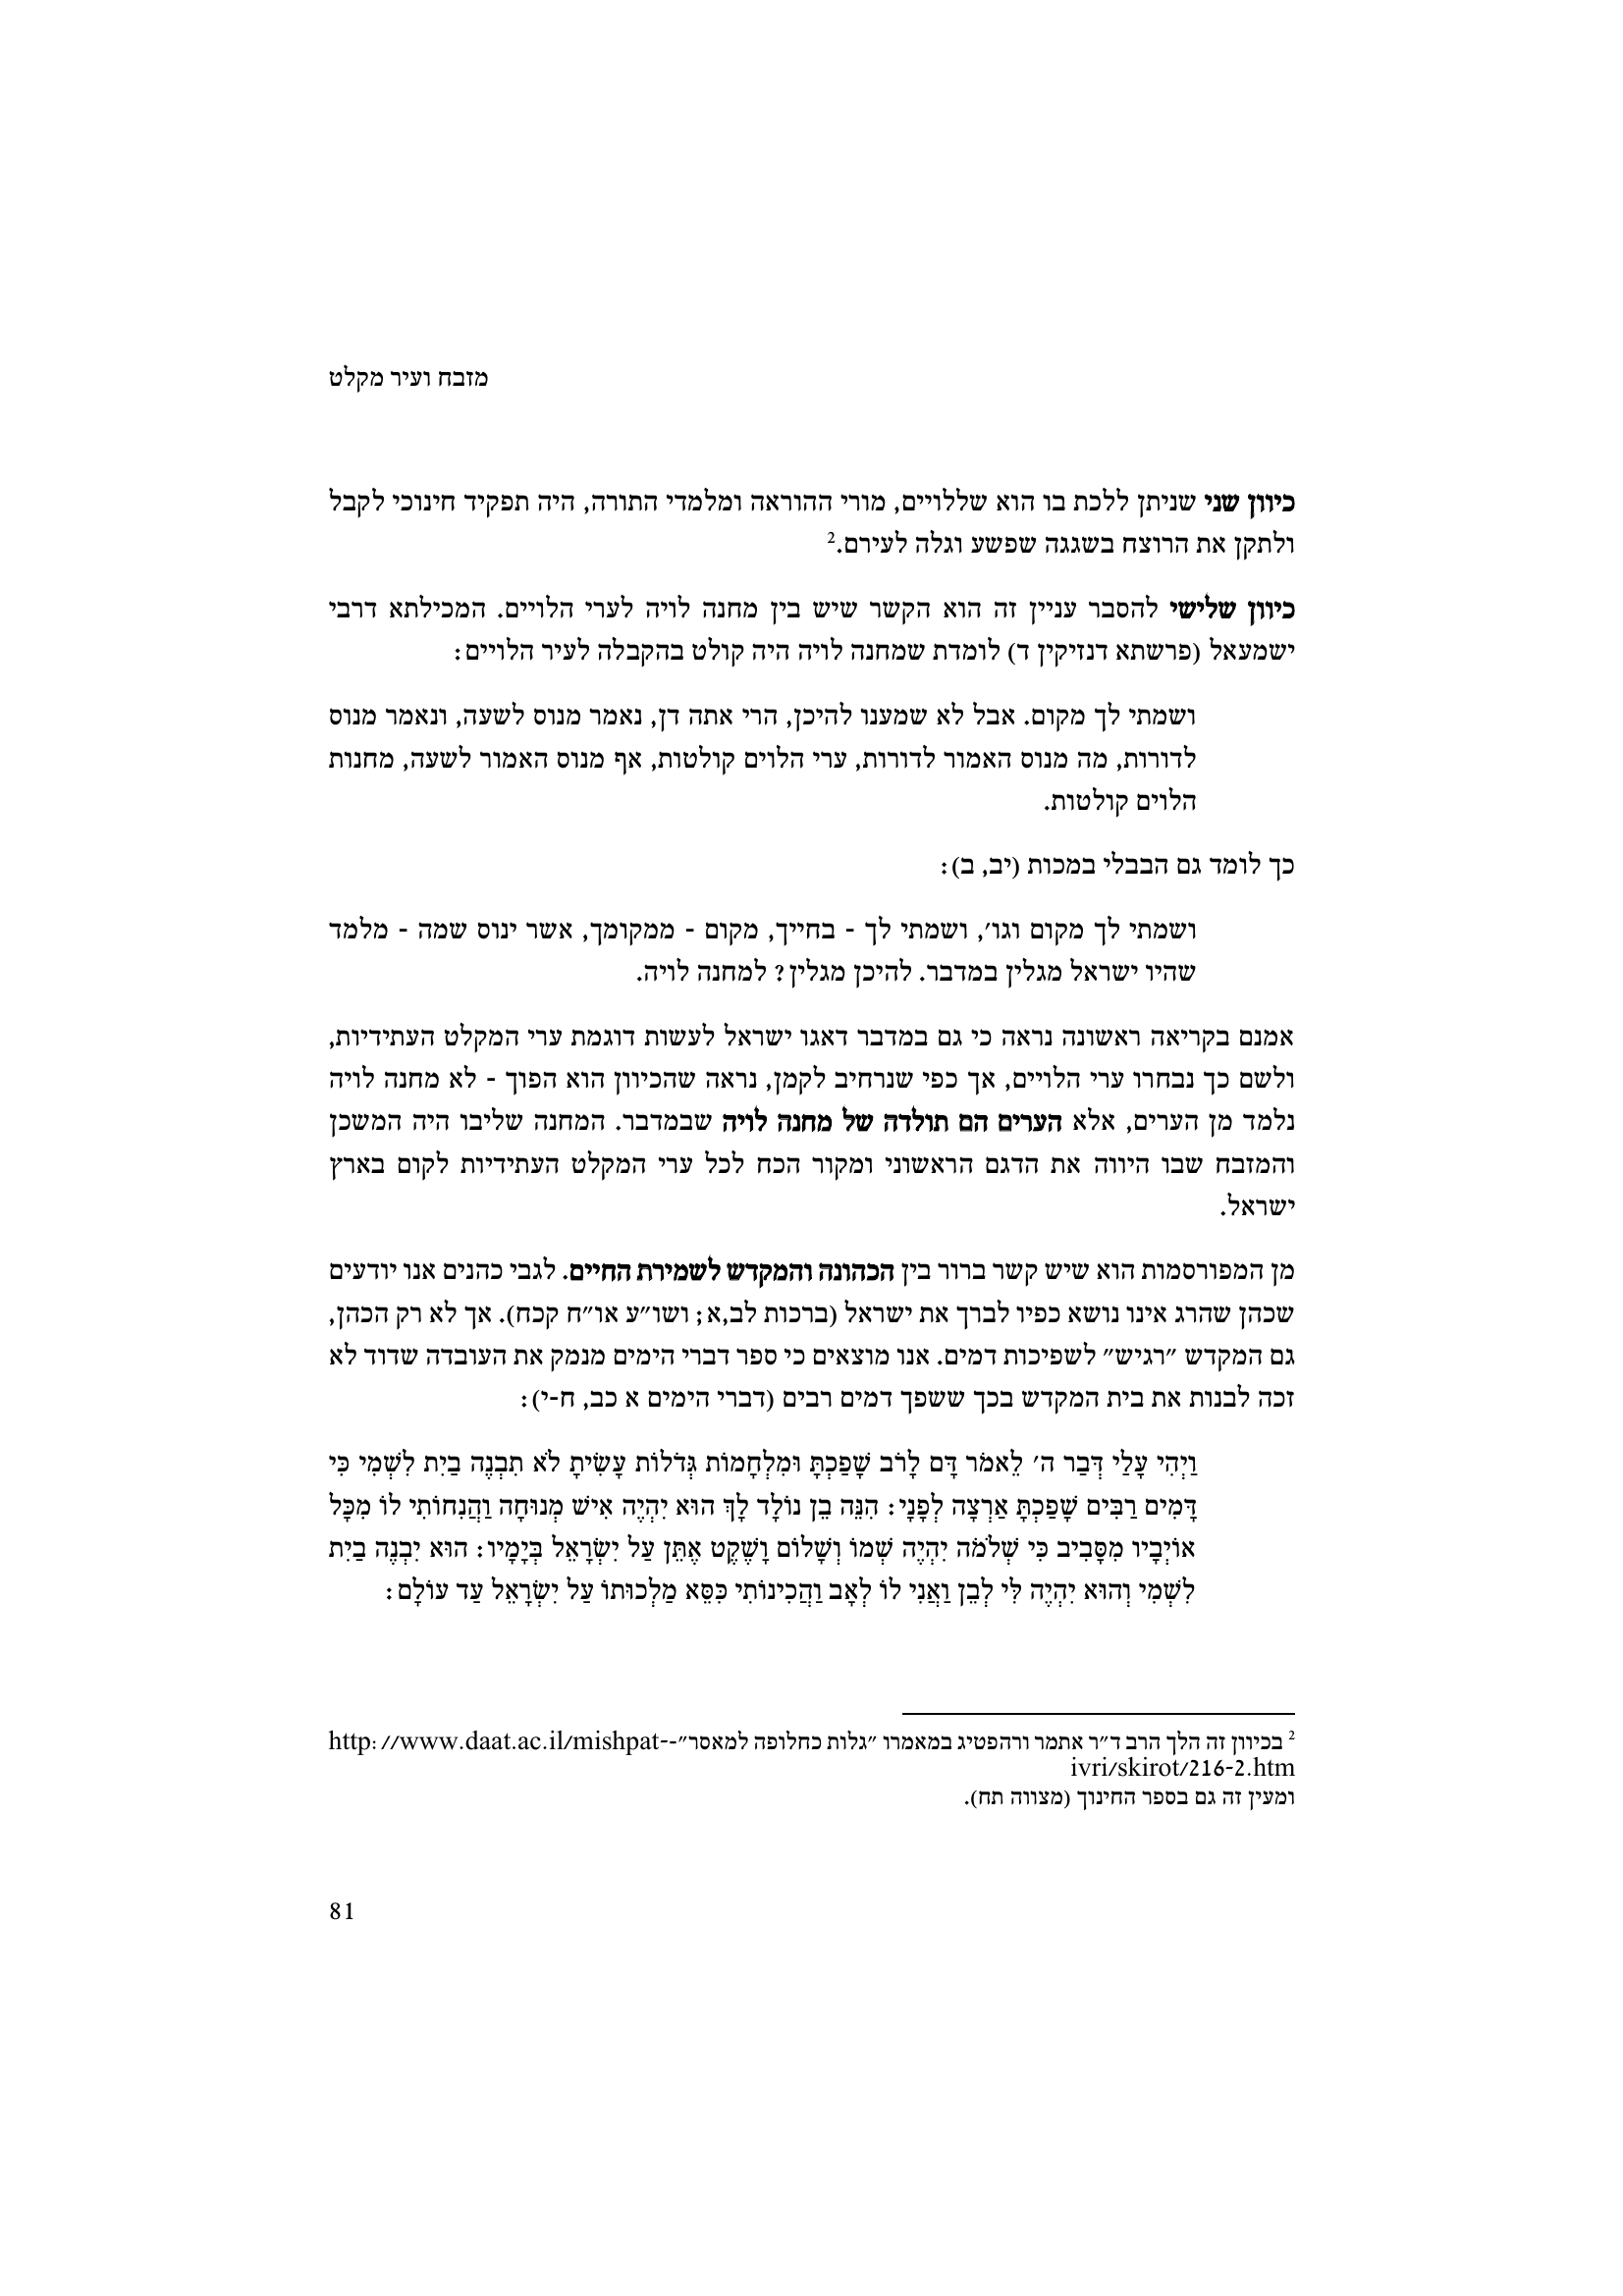 מזבח ועיר מקלט
כיוון שני שניתן ללכת בו הוא שללויים, מורי ההוראה ומלמדי התורה, היה תפקיד חינוכי לקבל
ולתקן את הרוצח בשגגה שפשע וגלה לעירם.²
כיוון שלישי להסבר עניין זה הוא הקשר שיש בין מחנה לויה לערי הלויים. המכילתא דרבי
ישמעאל (פרשתא דנזיקין ד) לומדת שמחנה לויה היה קולט בהקבלה לעיר הלויים:
ושמתי לך מקום. אבל לא שמענו להיכן, הרי אתה דן, נאמר מנוס לשעה, ונאמר מנוס
לדורות, מה מנוס האמור לדורות, ערי הלוים קולטות, אף מנוס האמור לשעה, מחנות
הלוים קולטות.
כך לומד גם הבבלי במכות (יב, ב):
ושמתי לך מקום וגו׳, ושמתי לך - בחייך, מקום - ממקומך, אשר ינוס שמה - מלמד
שהיו ישראל מגלין במדבר. להיכן מגלין? למחנה לויה.
אמנם בקריאה ראשונה נראה כי גם במדבר דאגו ישראל לעשות דוגמת ערי המקלט העתידיות,
ולשם כך נבחרו ערי הלויים, אך כפי שנרחיב לקמן, נראה שהכיוון הוא הפוך - לא מחנה לויה
נלמד מן הערים, אלא הערים הם תולדה של מחנה לויה שבמדבר. המחנה שליבו היה המשכן
והמזבח שבו היווה את הדגם הראשוני ומקור הכח לכל ערי המקלט העתידיות לקום בארץ
ישראל.
מן המפורסמות הוא שיש קשר ברור בין הכהונה והמקדש לשמירת החיים. לגבי כהנים אנו יודעים
שכהן שהרג אינו נושא כפיו לברך את ישראל (ברכות לב,א; ושו״ע או״ח קכח). אך לא רק הכהן,
גם המקדש ״רגיש״ לשפיכות דמים. אנו מוצאים כי ספר דברי הימים מנמק את העובדה שדוד לא
זכה לבנות את בית המקדש בכך ששפך דמים רבים (דברי הימים א כב, ח-י):
וַיְהִי עָלַי דְּבַר ה׳ לֵאמֹר דָּם לָרֹב שָׁפַכְתָּ וּמִלְחָמוֹת גְּדֹלוֹת עָשִׂיתָ לֹא תִבְנֶה בַיִת לִשְׁמִי כִּי
דָּמִים רַבִּים שָׁפַכְתָּ אַרְצָה לְפָנָי: הִנֵּה בֵן נוֹלָד לָךְ הוּא יִהְיֶה אִישׁ מְנוּחָה וַהֲנִחוֹתִי לוֹ מִכָּל
אוֹיְבָיו מִסָּבִיב כִּי שְׁלֹמֹה יִהְיֶה שְׁמוֹ וְשָׁלוֹם וָשֶׁקֶט אֶתֵּן עַל יִשְׂרָאֵל בְּיָמָיו: הוּא יִבְנֶה בַיִת
לִשְׁמִי וְהוּא יִהְיֶה לִּי לְבֵן וַאֲנִי לוֹ לְאָב וַהֲכִינוֹתִי כִּסֵּא מַלְכוּתוֹ עַל יִשְׂרָאֵל עַד עוֹלָם:
² בכיוון זה הלך הרב ד״ר אתמר ורהפטיג במאמרו ״גלות כחלופה למאסר״-http://www.daat.ac.il/mishpat-
ivri/skirot/216-2.htm
ומעין זה גם בספר החינוך (מצווה תח).
81